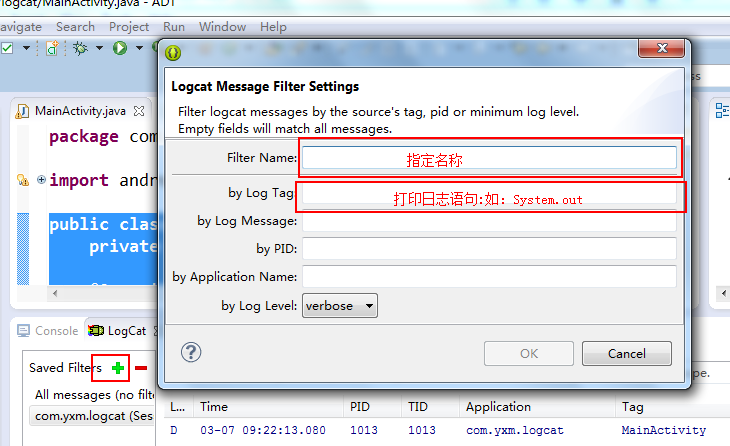 logcat/MainActivity.java - ADT
avigate Search Project Run Window Help
MainActivity.java
package com
import andr
public clas
private
Logcat Message Filter Settings
Filter logcat messages by the source's tag, pid or minimum log level.
Empty fields will match all messages.
Filter Name: 指定名称
by Log Tag: 打印日志语句:如: System.out
by Log Message:
by PID:
by Application Name:
by Log Level: verbose
OK Cancel
Console LogCat
Saved Filters
All messages (no filte
com.yxm.logcat (Ses
pe.
L... Time PID TID Application Tag
D 03-07 09:22:13.080 1013 1013 com.yxm.logcat MainActivity